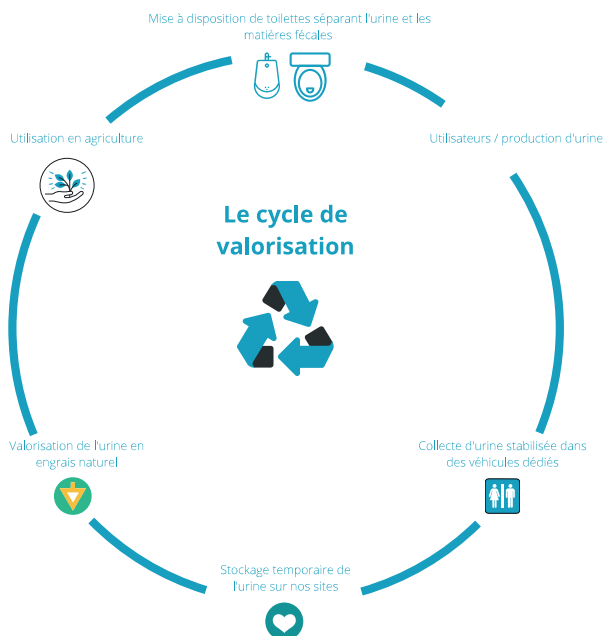 Mise à disposition de toilettes séparant l'urine et les
matières fécales
Utilisation en agriculture
Utilisateurs / production d'urine
Le cycle de
valorisation
Valorisation de l'urine en
engrais naturel
Collecte d'urine stabilisée dans
des véhicules dédiés
Stockage temporaire de
l'urine sur nos sites